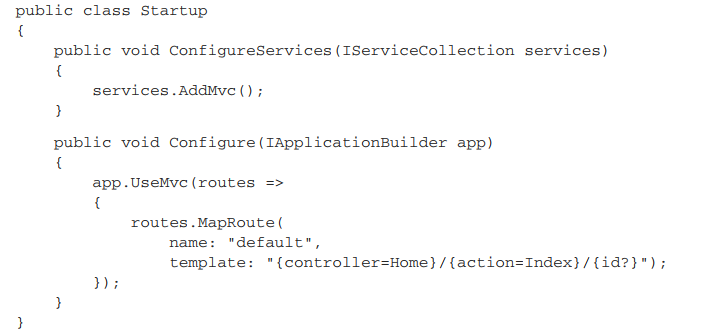 public class Startup
{
    public void ConfigureServices(IServiceCollection services)
    {
        services.AddMvc();
    }
    public void Configure(IApplicationBuilder app)
    {
        app.UseMvc(routes =>
        {
            routes.MapRoute(
                name: "default",
                template: "{controller=Home}/{action=Index}/{id?}");
        });
    }
}